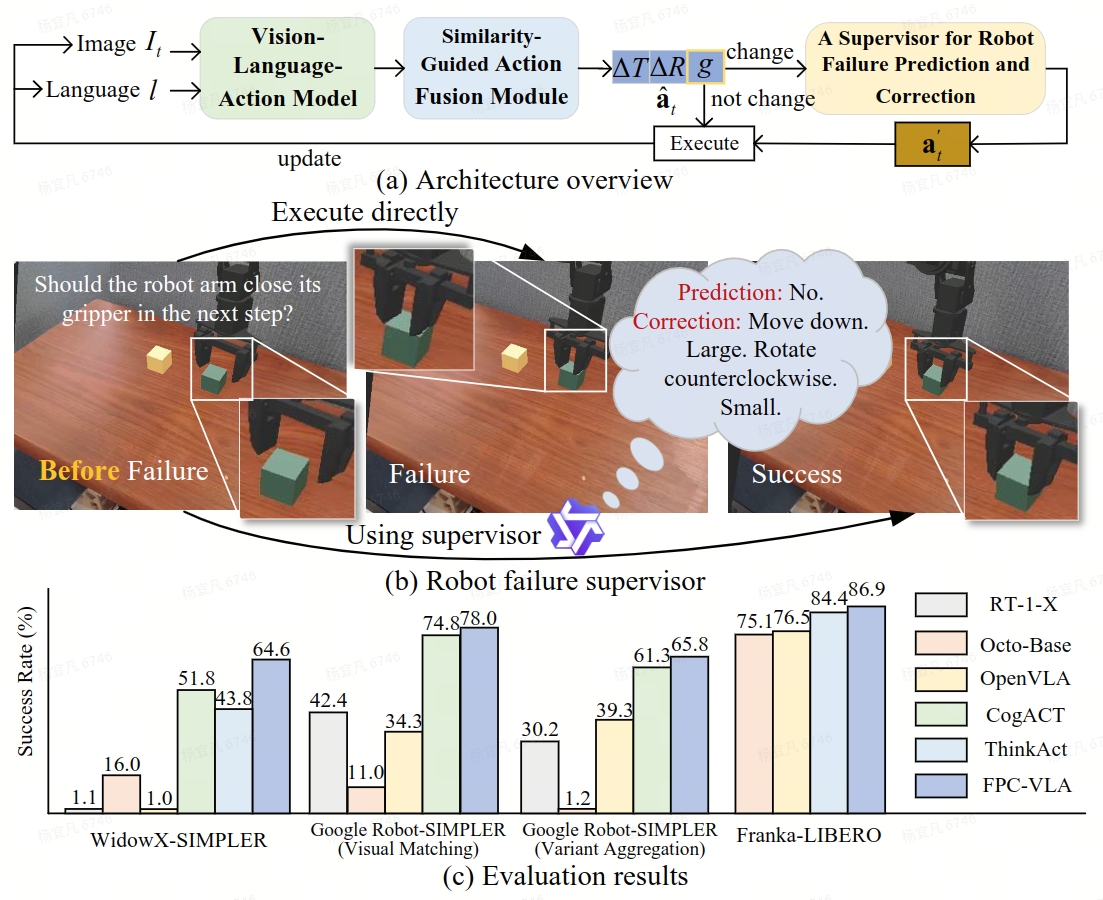 Image I_t
Language l
Vision-
Language-
Action Model
Similarity-
Guided Action
Fusion Module
ΔT ΔR g
â_t
change
not change
A Supervisor for Robot
Failure Prediction and
Correction
a'_t
Execute
update
(a) Architecture overview
Execute directly
Should the robot arm close its
gripper in the next step?
Before Failure
Failure
Prediction: No.
Correction: Move down.
Large. Rotate
counterclockwise.
Small.
Success
Using supervisor
(b) Robot failure supervisor
Success Rate (%)
1.1
16.0
1.0
51.8
43.8
64.6
42.4
11.0
34.3
74.8
78.0
30.2
1.2
39.3
61.3
65.8
75.1
76.5
84.4
86.9
WidowX-SIMPLER
Google Robot-SIMPLER
(Visual Matching)
Google Robot-SIMPLER
(Variant Aggregation)
Franka-LIBERO
RT-1-X
Octo-Base
OpenVLA
CogACT
ThinkAct
FPC-VLA
(c) Evaluation results
杨宜凡 6746